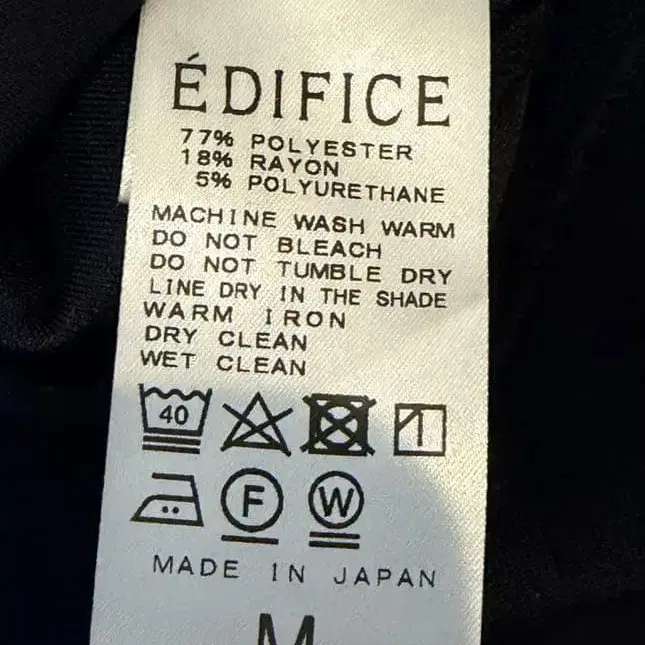 ÉDIFICE
77% POLYESTER
18% RAYON
5% POLYURETHANE
MACHINE WASH WARM
DO NOT BLEACH
DO NOT TUMBLE DRY
LINE DRY IN THE SHADE
WARM IRON
DRY CLEAN
WET CLEAN
40
F W
MADE IN JAPAN
M